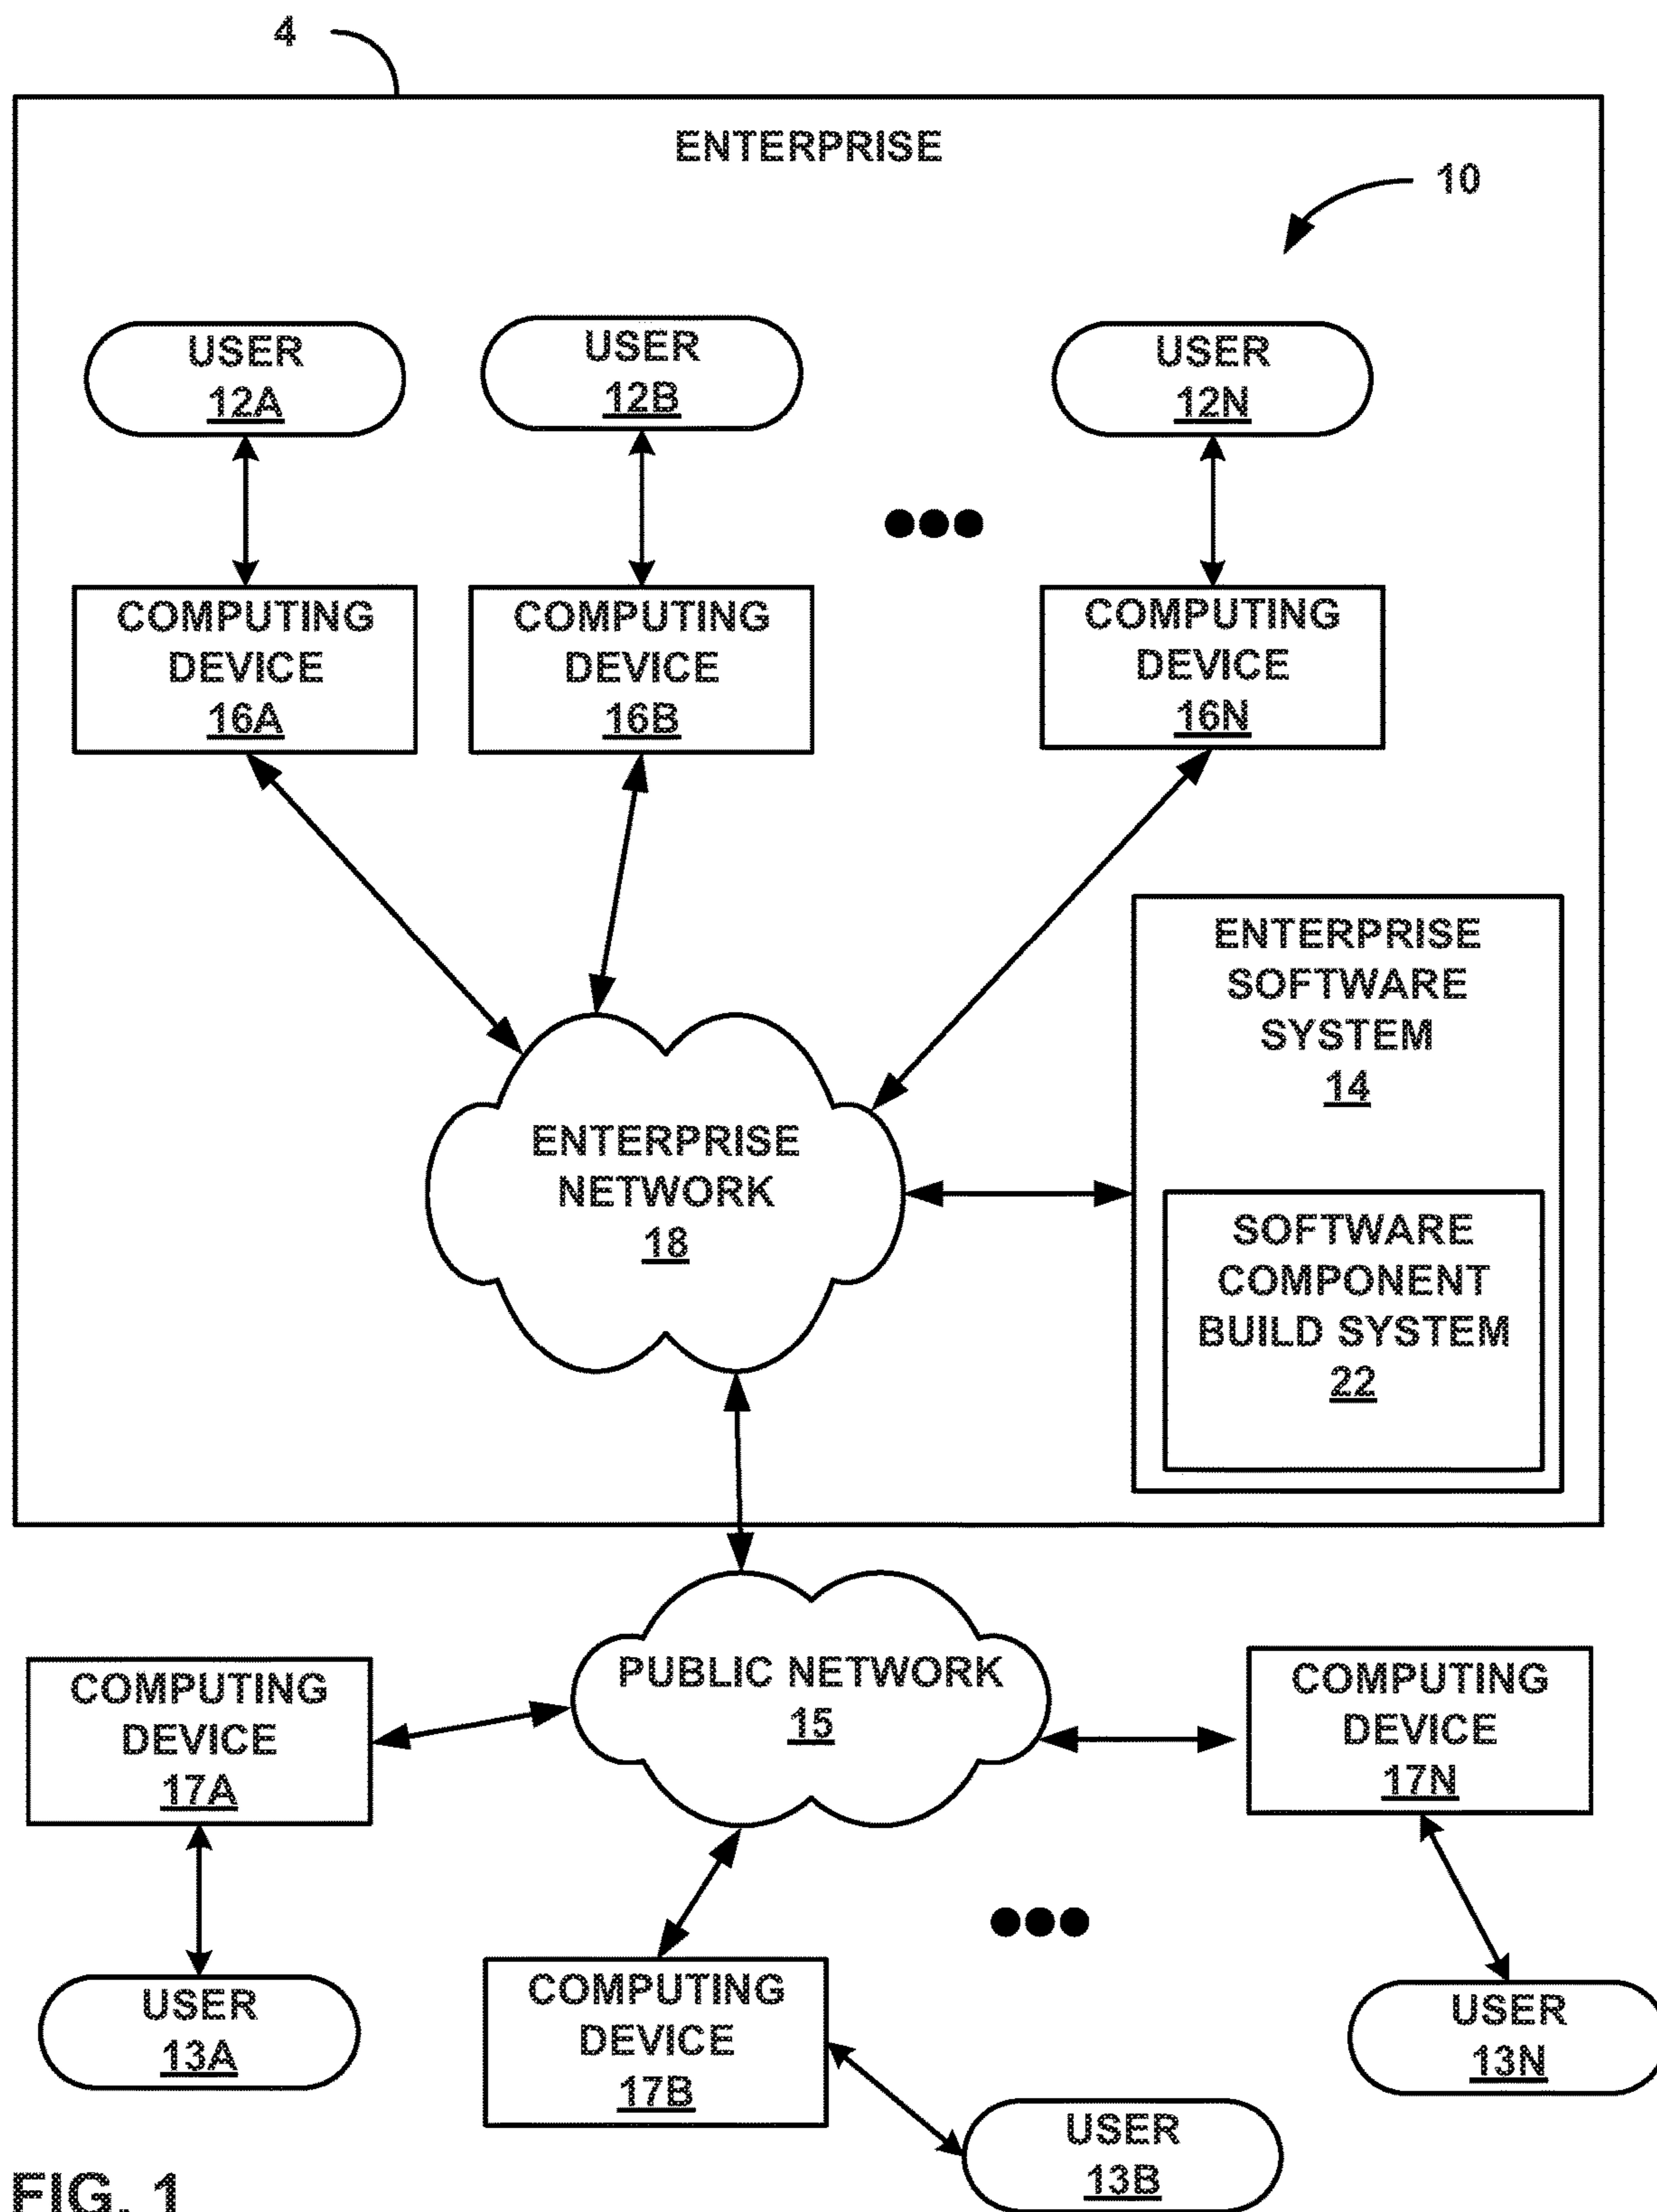 4
ENTERPRISE
10
USER
12A
USER
12B
USER
12N
COMPUTING
DEVICE
16A
COMPUTING
DEVICE
16B
COMPUTING
DEVICE
16N
ENTERPRISE
SOFTWARE
SYSTEM
14
ENTERPRISE
NETWORK
18
SOFTWARE
COMPONENT
BUILD SYSTEM
22
PUBLIC NETWORK
15
COMPUTING
DEVICE
17A
COMPUTING
DEVICE
17N
USER
13A
COMPUTING
DEVICE
17B
USER
13N
USER
13B
FIG. 1